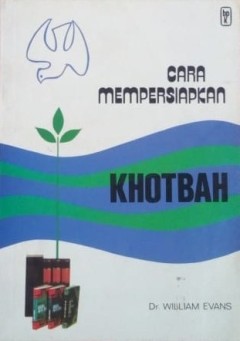 CARA
MEMPERSIAPKAN
KHOTBAH
Dr. WILLIAM EVANS